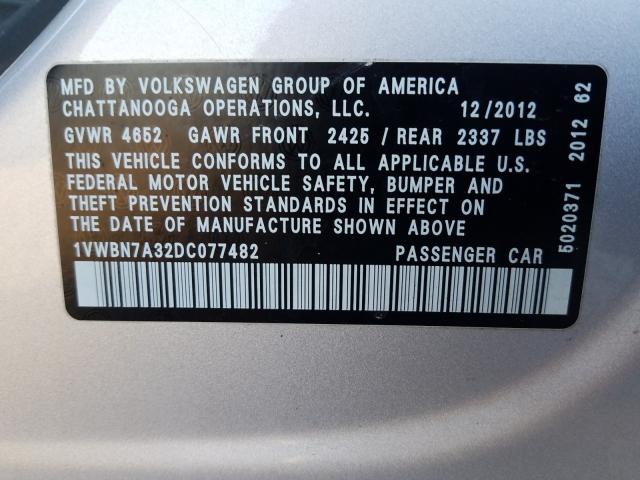 MFD BY VOLKSWAGEN GROUP OF AMERICA
CHATTANOOGA OPERATIONS, LLC. 12/2012
GVWR 4652 GAWR FRONT 2425 / REAR 2337 LBS
THIS VEHICLE CONFORMS TO ALL APPLICABLE U.S.
FEDERAL MOTOR VEHICLE SAFETY, BUMPER AND
THEFT PREVENTION STANDARDS IN EFFECT ON
THE DATE OF MANUFACTURE SHOWN ABOVE
1VWBN7A32DC077482 PASSENGER CAR
5020371 2012 62